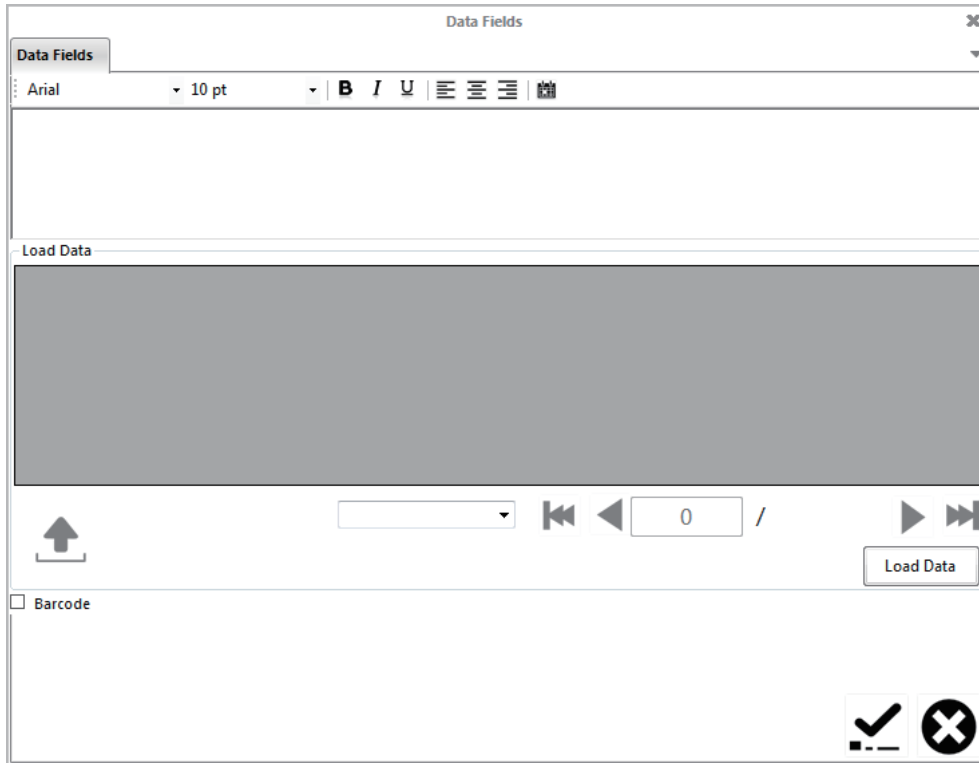 Data Fields
Data Fields
Arial 10 pt B I U
Load Data
0 /
Load Data
Barcode